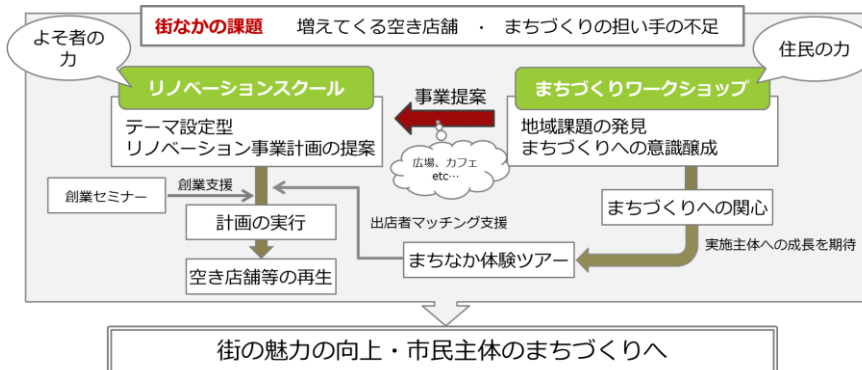 街なかの課題　増えてくる空き店舗　・　まちづくりの担い手の不足
よそ者の
力
住民の力
リノベーションスクール
テーマ設定型
リノベーション事業計画の提案
事業提案
広場、カフェ
etc…
まちづくりワークショップ
地域課題の発見
まちづくりへの意識醸成
創業セミナー
創業支援
計画の実行
空き店舗等の再生
出店者マッチング支援
まちなか体験ツアー
まちづくりへの関心
実施主体への成長を期待
街の魅力の向上・市民主体のまちづくりへ